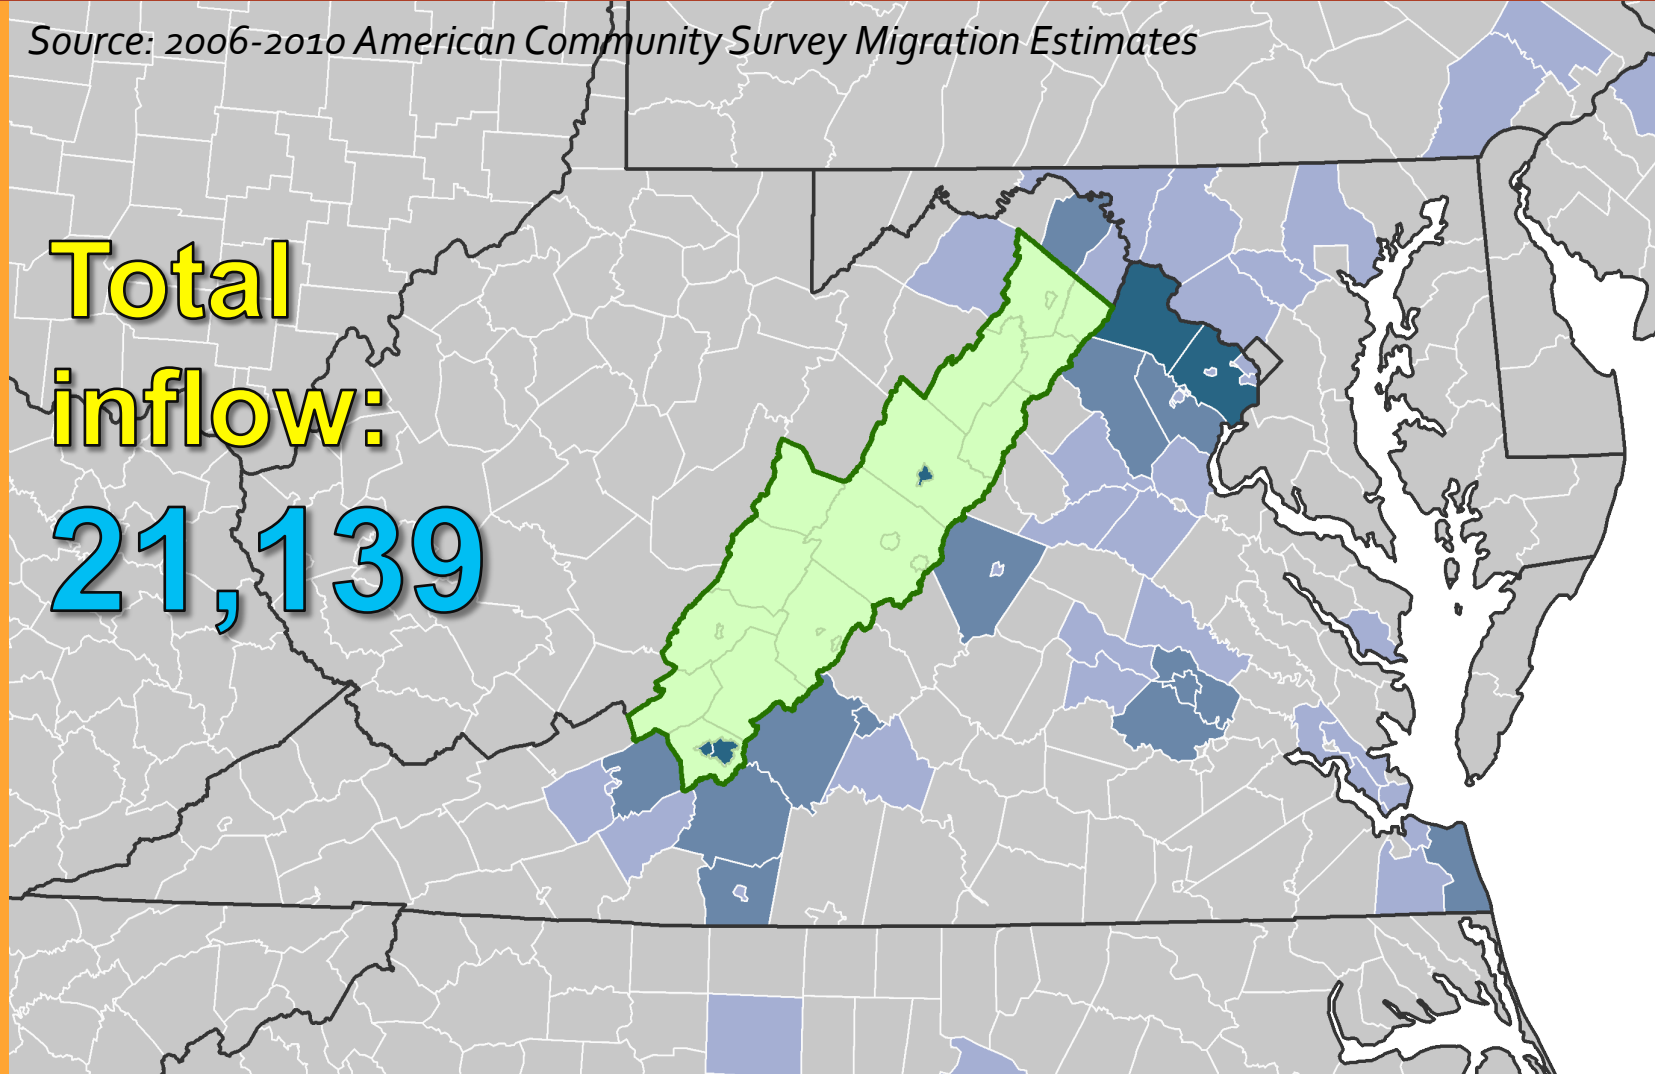 Source: 2006-2010 American Community Survey Migration Estimates
Total
inflow:
21,139